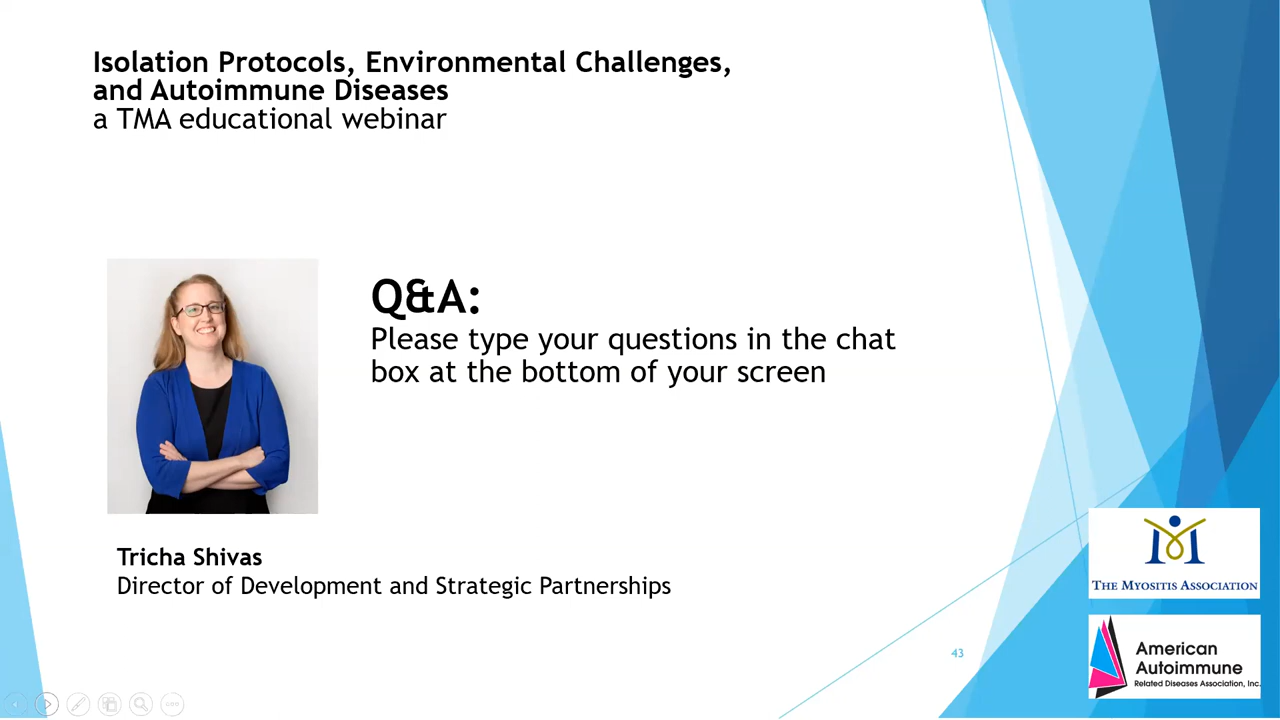 Isolation Protocols, Environmental Challenges,
and Autoimmune Diseases
a TMA educational webinar
Q&A:
Please type your questions in the chat
box at the bottom of your screen
Tricha Shivas
Director of Development and Strategic Partnerships
THE MYOSITIS ASSOCIATION
American
Autoimmune
Related Diseases Association, Inc.
43